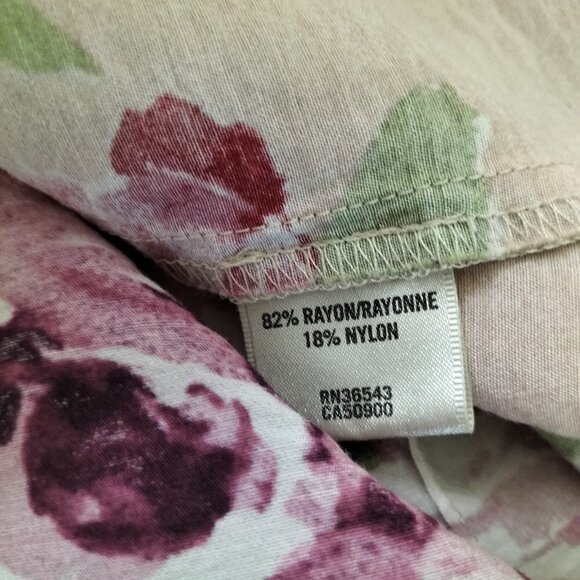 82% RAYON/RAYONNE
18% NYLON
RN36543
CA50900